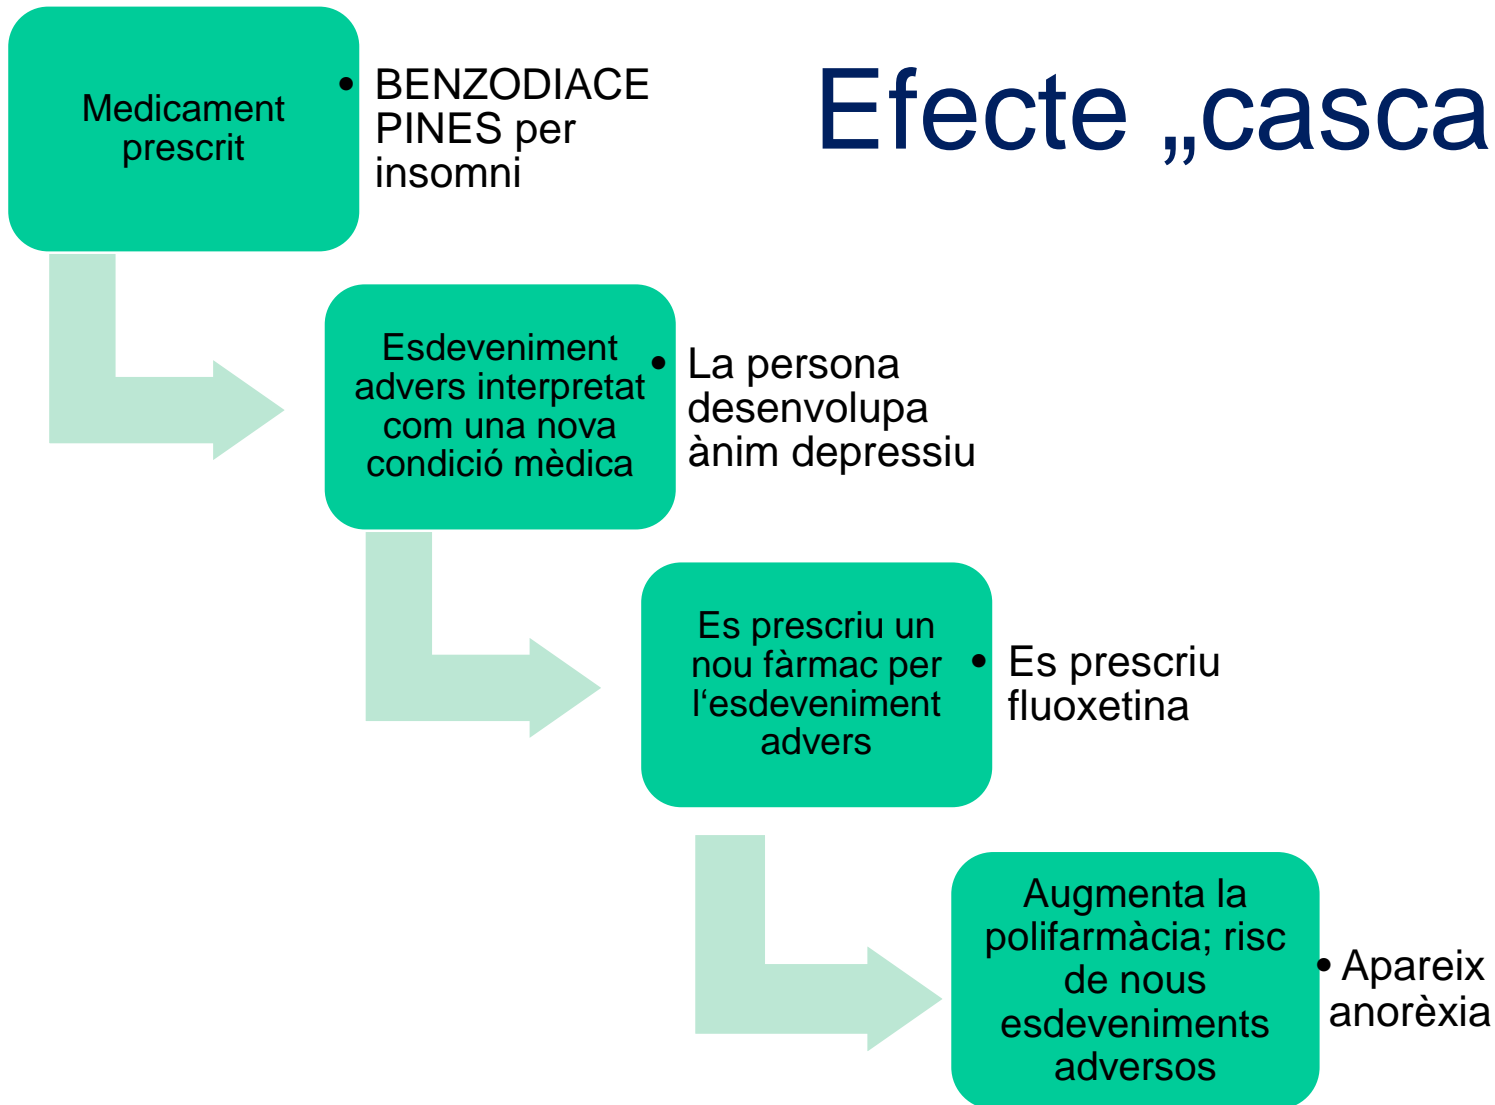 Efecte „casca
Medicament
prescrit
• BENZODIACE
PINES per
insomni
Esdeveniment
advers interpretat
com una nova
condició mèdica
• La persona
desenvolupa
ànim depressiu
Es prescriu un
nou fàrmac per
l‘esdeveniment
advers
• Es prescriu
fluoxetina
Augmenta la
polifarmàcia; risc
de nous
esdeveniments
adversos
• Apareix
anorèxia